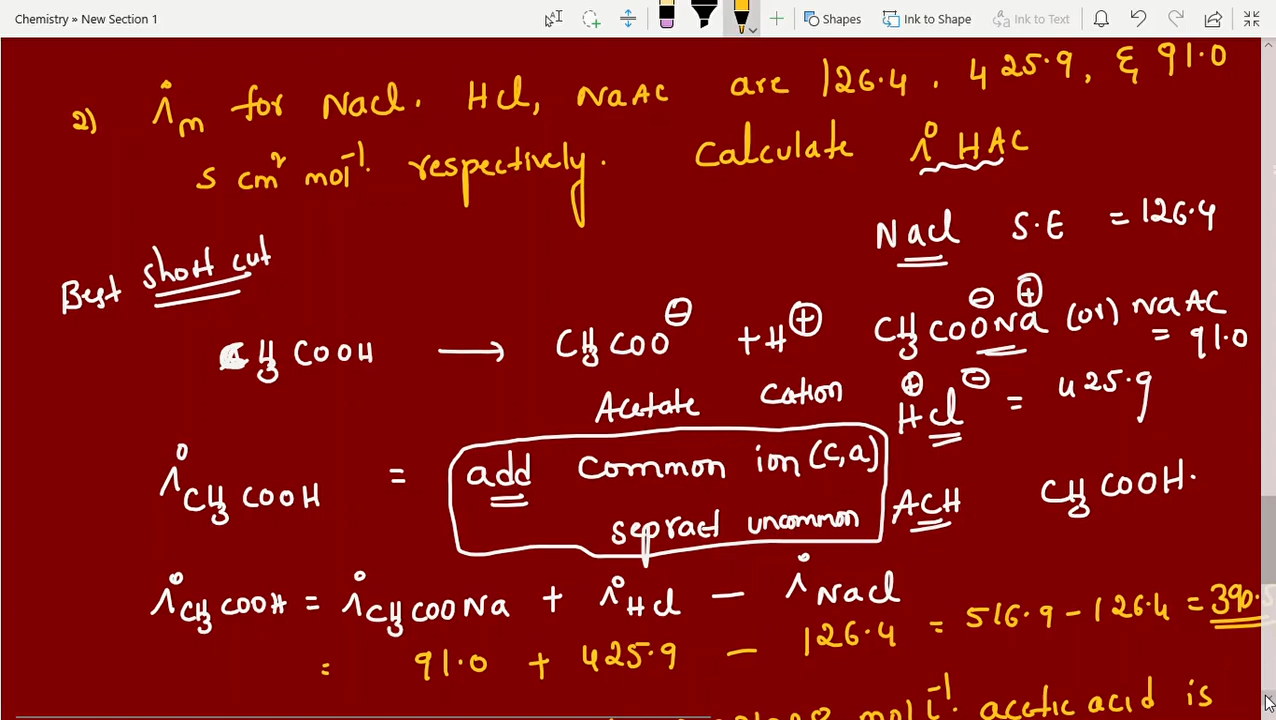 Chemistry » New Section 1
Shapes Ink to Shape Ink to Text
2) Λ°m for Nacl. Hcl, NaAC are 126.4, 425.9, & 91.0
S cm² mol⁻¹. respectively. Calculate Λ° HAC
Nacl S.E = 126.4
Best short cut
CH₃COOH ⟶ CH₃COO⊖ + H⊕
CH₃COO⊖Na⊕ (or) NaAC = 91.0
Acetate Cation
H⊕cl⊖ = 425.9
Λ°CH₃COOH = add common ion (C,a)
sepract uncommon
ACH CH₃COOH.
Λ°CH₃COOH = Λ°CH₃COONa + Λ°Hcl – Λ°Nacl
= 91.0 + 425.9 – 126.4 = 516.9 - 126.4 = 390.5
mol l⁻¹. acetic acid is